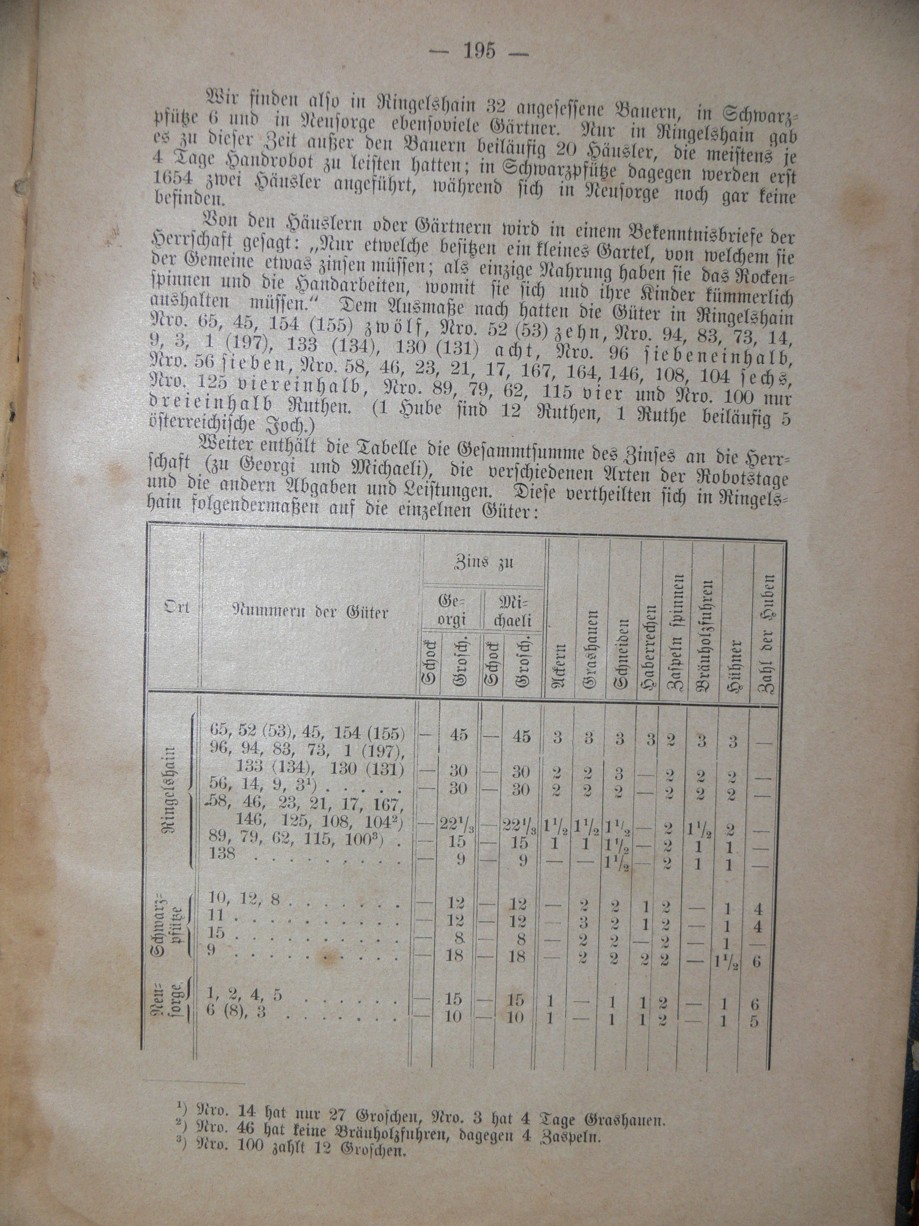 — 195 —
Wir finden also in Ringelshain 32 angesessene Bauern, in Schwarz-
pfütze 6 und in Neusorge ebensoviele Gärtner. Nur in Ringelshain gab
es zu dieser Zeit außer den Bauern beiläufig 20 Häusler, die meistens je
4 Tage Handrobot zu leisten hatten; in Schwarzpfütze dagegen werden erst
1654 zwei Häusler angeführt, während sich in Neusorge noch gar keine
befinden.
Von den Häuslern oder Gärtnern wird in einem Bekenntnisbriefe der
Herrschaft gesagt: „Nur etwelche besitzen ein kleines Gartel, von welchem sie
der Gemeine etwas zinsen müssen; als einzige Nahrung haben sie das Rocken-
spinnen und die Handarbeiten, womit sie sich und ihre Kinder kümmerlich
aushalten müssen.“ Dem Ausmaße nach hatten die Güter in Ringelshain
Nro. 65, 45, 154 (155) zwölf, Nro. 52 (53) zehn, Nro. 94, 83, 73, 14,
9, 3, 1 (197), 133 (134), 130 (131) acht, Nro. 96 siebeneinhalb,
Nro. 56 sieben, Nro. 58, 46, 23, 21, 17, 167, 164, 146, 108, 104 sechs,
Nro. 125 viereinhalb, Nro. 89, 79, 62, 115 vier und Nro. 100 nur
dreieinhalb Ruthen. (1 Hube sind 12 Ruthen, 1 Ruthe beiläufig 5
österreichische Joch.)
Weiter enthält die Tabelle die Gesammtsumme des Zinses an die Herr-
schaft (zu Georgi und Michaeli), die verschiedenen Arten der Robotstage
und die andern Abgaben und Leistungen. Diese vertheilten sich in Ringels-
hain folgendermaßen auf die einzelnen Güter:
Ort
Nummern der Güter
Zins zu
Ge-
orgi
Mi-
chaeli
Schock
Grosch.
Schock
Grosch.
Ackern
Grashauen
Schneiden
Haberrechen
Zaspeln spinnen
Bräuholzfuhren
Hühner
Zahl der Huben
Ringelshain
65, 52 (53), 45, 154 (155) — 45 — 45 3 3 3 3 2 3 3 —
96, 94, 83, 73, 1 (197),
133 (134), 130 (131) — 30 — 30 2 2 3 — 2 2 2 —
56, 14, 9, 3¹) . . . . . — 30 — 30 2 2 2 — 2 2 2 —
58, 46, 23, 21, 17, 167,
146, 125, 108, 104²) — 22¹/₃ — 22¹/₃ 1¹/₂ 1¹/₂ 1¹/₂ — 2 1¹/₂ 2 —
89, 79, 62, 115, 100³) . — 15 — 15 1 1 1¹/₂ — 2 1 1 —
138 . . . . . . . . — 9 — 9 — — 1¹/₂ — 2 1 1 —
Schwarz-
pfütze
10, 12, 8 . . . . . . — 12 — 12 — 2 2 1 2 — 1 4
11 . . . . . . . . . — 12 — 12 — 3 2 1 2 — 1 4
15 . . . . . . . . . — 8 — 8 — 2 2 — 2 — 1 —
9 . . . . . . . . . — 18 — 18 — 2 2 2 2 — 1¹/₂ 6
Neu-
sorge
1, 2, 4, 5 . . . . . . — 15 — 15 1 — 1 1 2 — 1 6
6 (8), 3 . . . . . . . — 10 — 10 1 — 1 1 2 — 1 5
¹) Nro. 14 hat nur 27 Groschen, Nro. 3 hat 4 Tage Grashauen.
²) Nro. 46 hat keine Bräuholzfuhren, dagegen 4 Zaspeln.
³) Nro. 100 zahlt 12 Groschen.